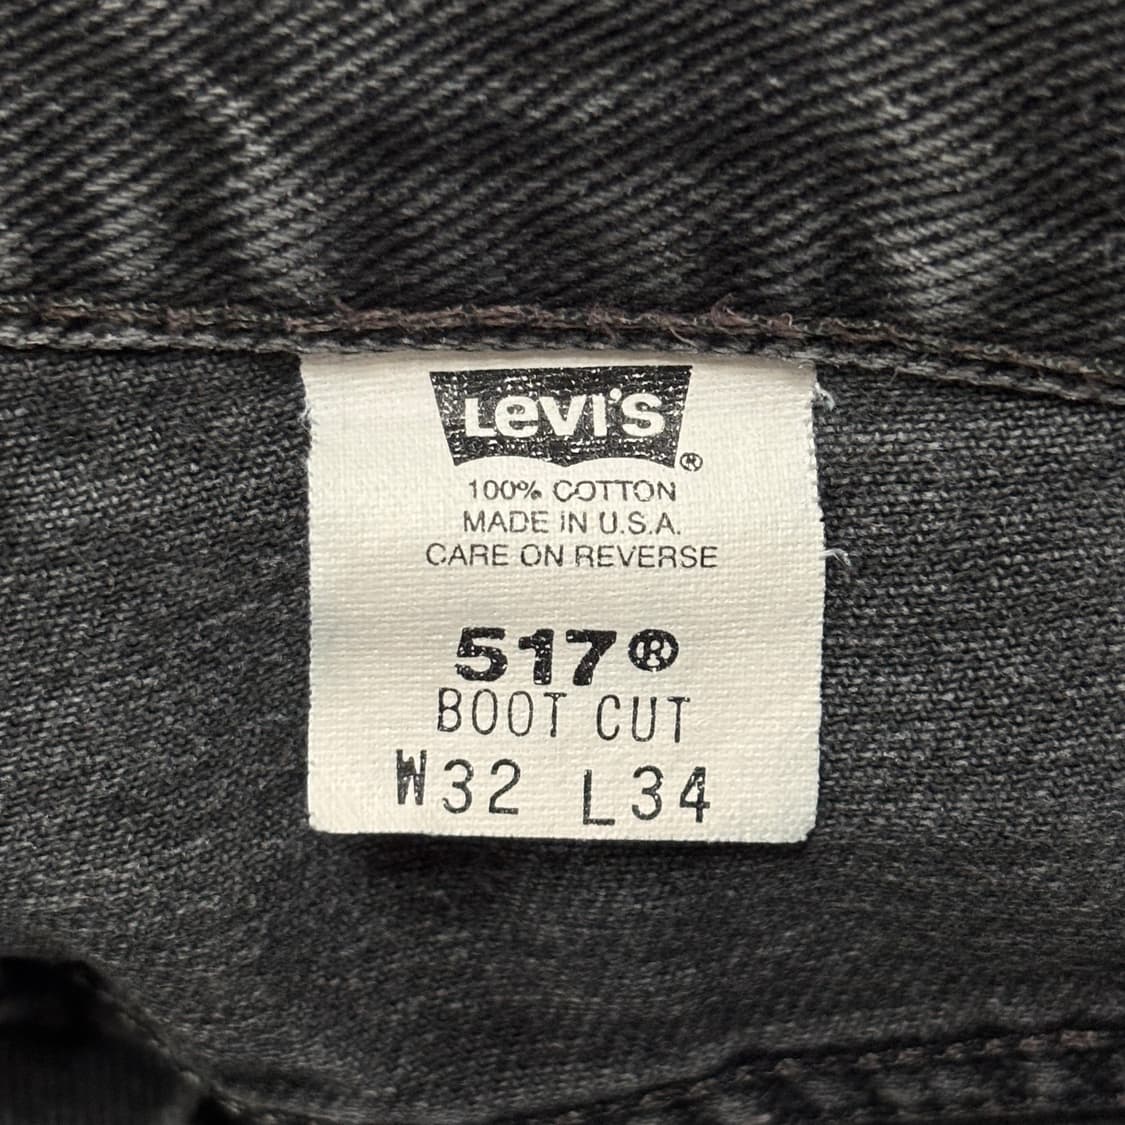 Levi's®
100% COTTON
MADE IN U.S.A.
CARE ON REVERSE
517®
BOOT CUT
W32 L34